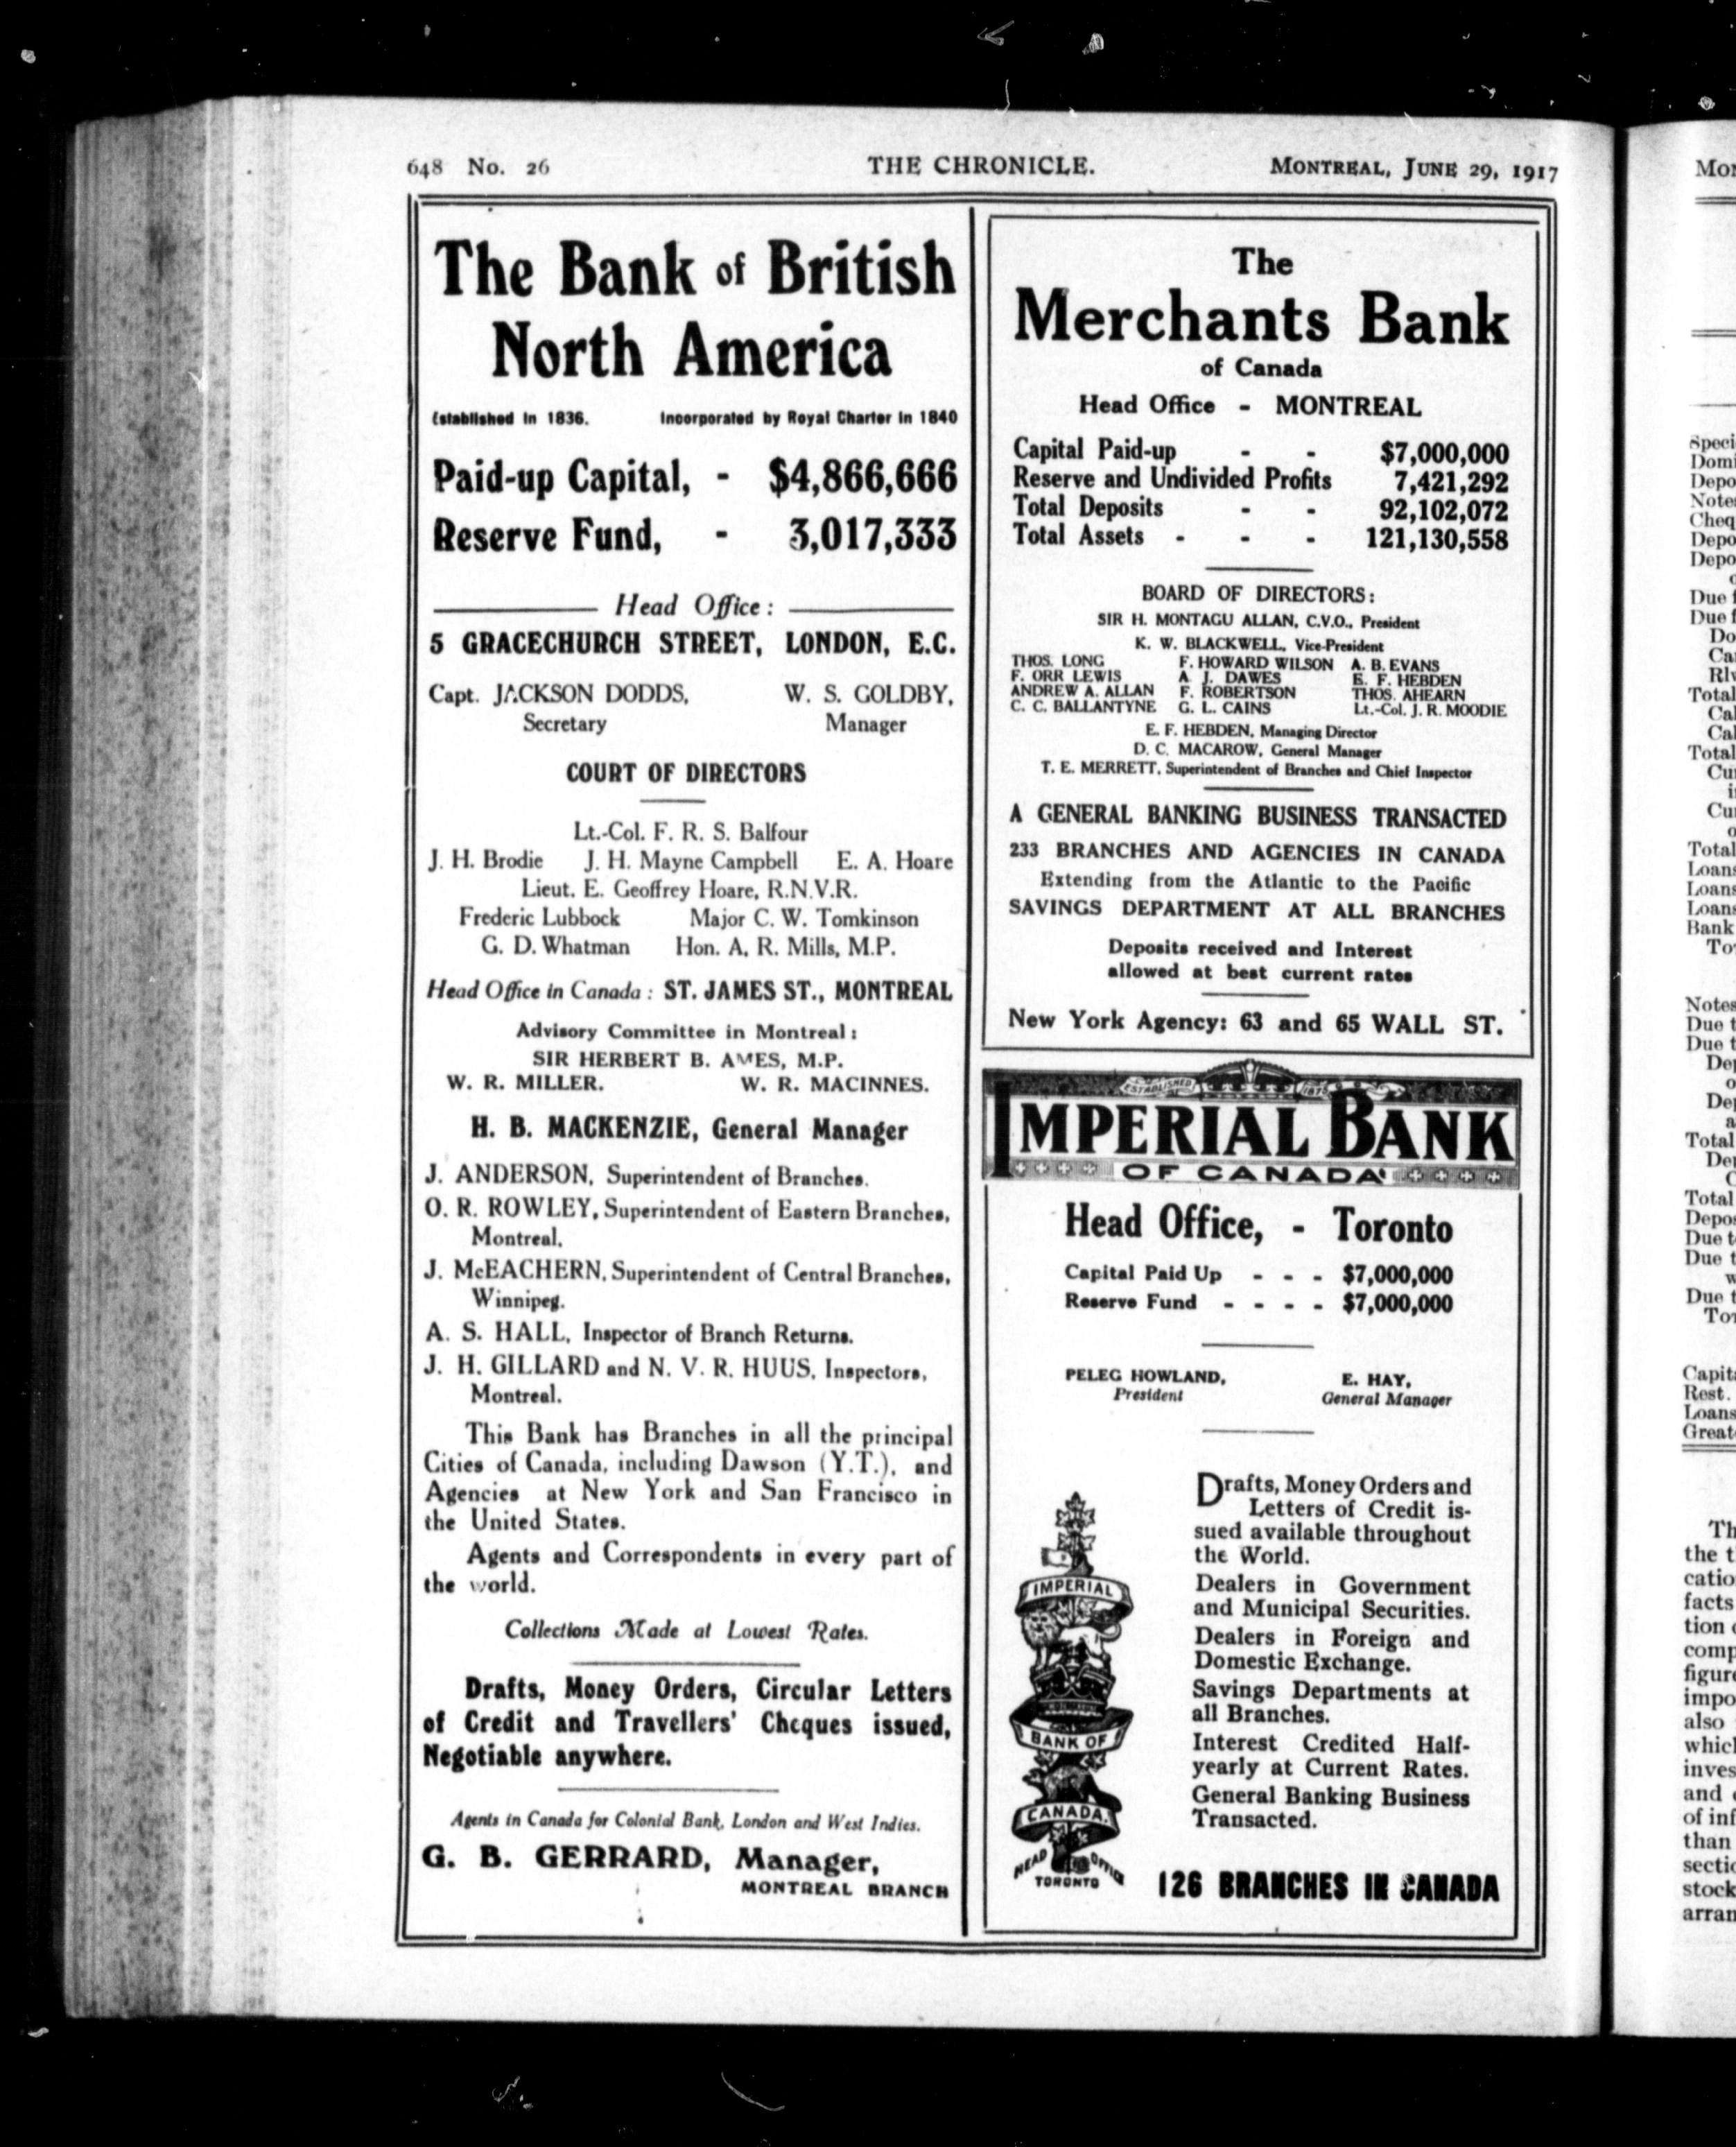 648 No. 26
THE CHRONICLE.
MONTREAL, JUNE 29, 1917
The Bank of British
North America
Established in 1836.
Incorporated by Royal Charter in 1840
Paid-up Capital, - $4,866,666
Reserve Fund, - 3,017,333
Head Office:
5 GRACECHURCH STREET, LONDON, E.C.
Capt. JACKSON DODDS, W. S. GOLDBY,
Secretary Manager
COURT OF DIRECTORS
Lt.-Col. F. R. S. Balfour
J. H. Brodie J. H. Mayne Campbell E. A. Hoare
Lieut. E. Geoffrey Hoare, R.N.V.R.
Frederic Lubbock Major C. W. Tomkinson
G. D. Whatman Hon. A. R. Mills, M.P.
Head Office in Canada: ST. JAMES ST., MONTREAL
Advisory Committee in Montreal:
SIR HERBERT B. AMES, M.P.
W. R. MILLER. W. R. MACINNES.
H. B. MACKENZIE, General Manager
J. ANDERSON, Superintendent of Branches.
O. R. ROWLEY, Superintendent of Eastern Branches,
Montreal.
J. McEACHERN, Superintendent of Central Branches,
Winnipeg.
A. S. HALL, Inspector of Branch Returns.
J. H. GILLARD and N. V. R. HUUS, Inspectors,
Montreal.
This Bank has Branches in all the principal
Cities of Canada, including Dawson (Y.T.), and
Agencies at New York and San Francisco in
the United States.
Agents and Correspondents in every part of
the world.
Collections Made at Lowest Rates.
Drafts, Money Orders, Circular Letters
of Credit and Travellers' Cheques issued,
Negotiable anywhere.
Agents in Canada for Colonial Bank, London and West Indies.
G. B. GERRARD, Manager,
MONTREAL BRANCH
The
Merchants Bank
of Canada
Head Office - MONTREAL
Capital Paid-up - - $7,000,000
Reserve and Undivided Profits 7,421,292
Total Deposits - - 92,102,072
Total Assets - - - 121,130,558
BOARD OF DIRECTORS:
SIR H. MONTAGU ALLAN, C.V.O., President
K. W. BLACKWELL, Vice-President
THOS. LONG F. HOWARD WILSON A. B. EVANS
F. ORR LEWIS A. J. DAWES E. F. HEBDEN
ANDREW A. ALLAN F. ROBERTSON THOS. AHEARN
C. C. BALLANTYNE G. L. CAINS Lt.-Col. J. R. MOODIE
E. F. HEBDEN, Managing Director
D. C. MACAROW, General Manager
T. E. MERRETT, Superintendent of Branches and Chief Inspector
A GENERAL BANKING BUSINESS TRANSACTED
233 BRANCHES AND AGENCIES IN CANADA
Extending from the Atlantic to the Pacific
SAVINGS DEPARTMENT AT ALL BRANCHES
Deposits received and Interest
allowed at best current rates
New York Agency: 63 and 65 WALL ST.
ESTABLISHED 1875
IMPERIAL BANK
OF CANADA
Head Office, - Toronto
Capital Paid Up - - - $7,000,000
Reserve Fund - - - - $7,000,000
PELEG HOWLAND, E. HAY,
President General Manager
Drafts, Money Orders and
Letters of Credit is-
sued available throughout
the World.
Dealers in Government
and Municipal Securities.
Dealers in Foreign and
Domestic Exchange.
Savings Departments at
all Branches.
Interest Credited Half-
yearly at Current Rates.
General Banking Business
Transacted.
IMPERIAL
BANK OF
CANADA.
HEAD OFFICE
TORONTO
126 BRANCHES IN CANADA